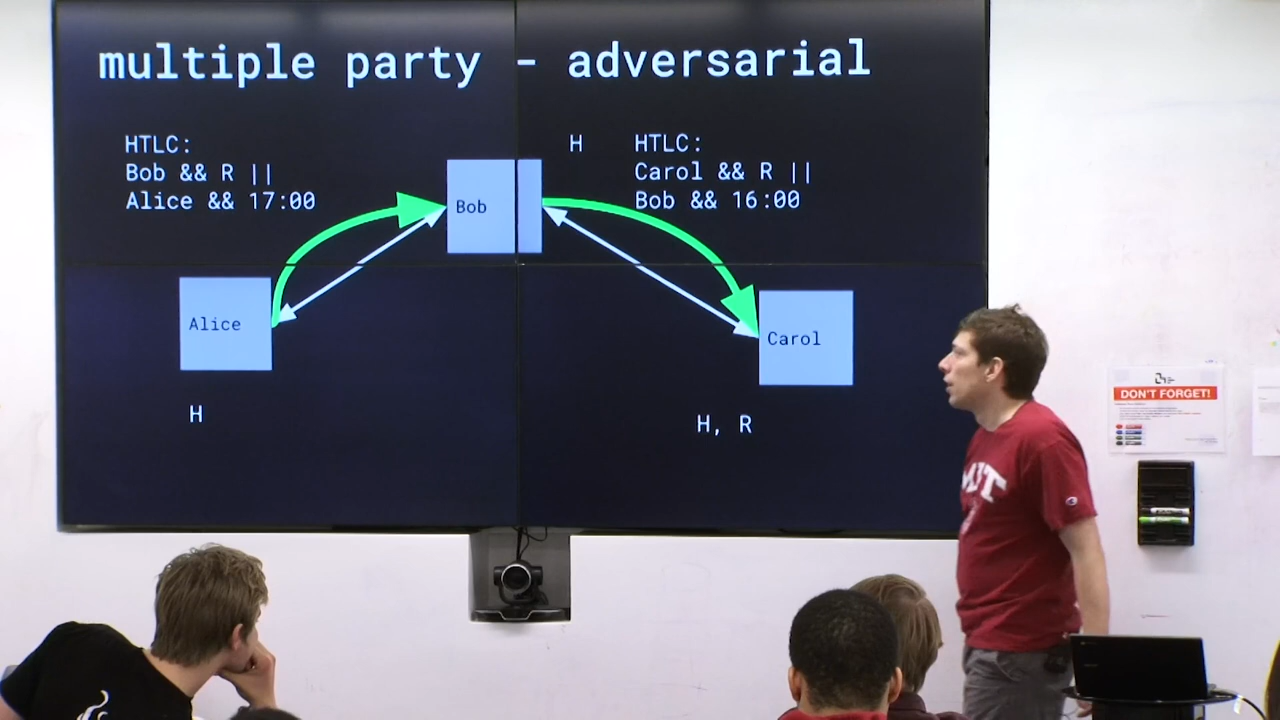 multiple party - adversarial
HTLC:
Bob && R ||
Alice && 17:00
H
HTLC:
Carol && R ||
Bob && 16:00
Bob
Alice
Carol
H
H, R
MIT
DON'T FORGET!